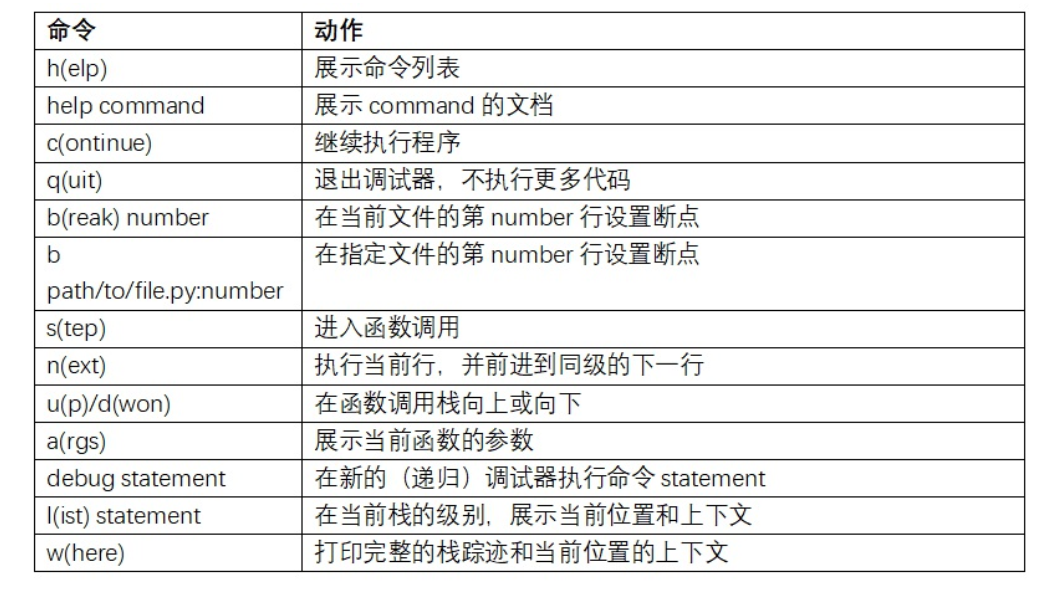 命令 动作
h(elp) 展示命令列表
help command 展示 command 的文档
c(ontinue) 继续执行程序
q(uit) 退出调试器，不执行更多代码
b(reak) number 在当前文件的第 number 行设置断点
b 在指定文件的第 number 行设置断点
path/to/file.py:number
s(tep) 进入函数调用
n(ext) 执行当前行，并前进到同级的下一行
u(p)/d(won) 在函数调用栈向上或向下
a(rgs) 展示当前函数的参数
debug statement 在新的（递归）调试器执行命令 statement
l(ist) statement 在当前栈的级别，展示当前位置和上下文
w(here) 打印完整的栈踪迹和当前位置的上下文